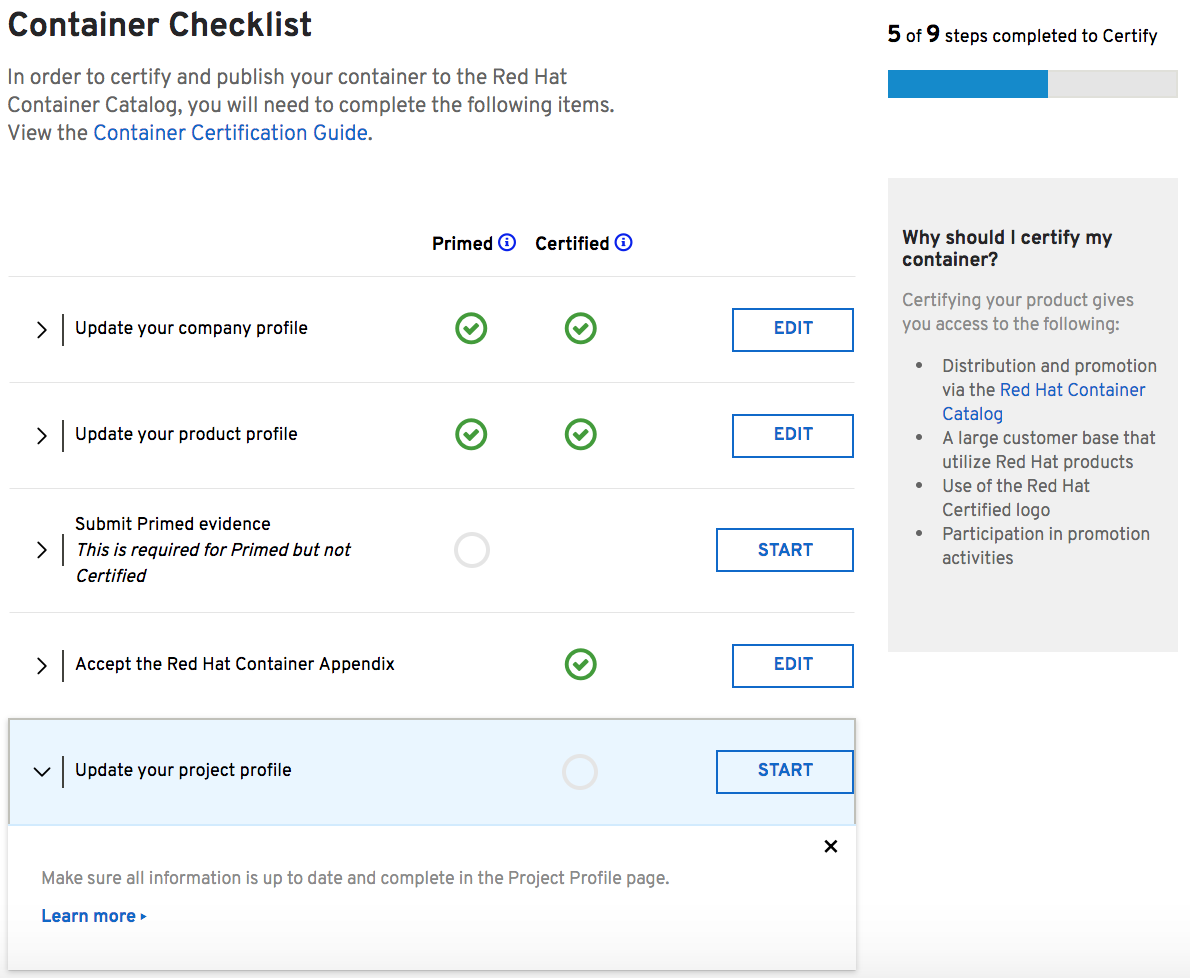 Container Checklist
In order to certify and publish your container to the Red Hat
Container Catalog, you will need to complete the following items.
View the Container Certification Guide.
5 of 9 steps completed to Certify
Primed Certified
Update your company profile
EDIT
Update your product profile
EDIT
Submit Primed evidence
This is required for Primed but not
Certified
START
Accept the Red Hat Container Appendix
EDIT
Update your project profile
START
Make sure all information is up to date and complete in the Project Profile page.
Learn more
Why should I certify my
container?
Certifying your product gives
you access to the following:
Distribution and promotion
via the Red Hat Container
Catalog
A large customer base that
utilize Red Hat products
Use of the Red Hat
Certified logo
Participation in promotion
activities